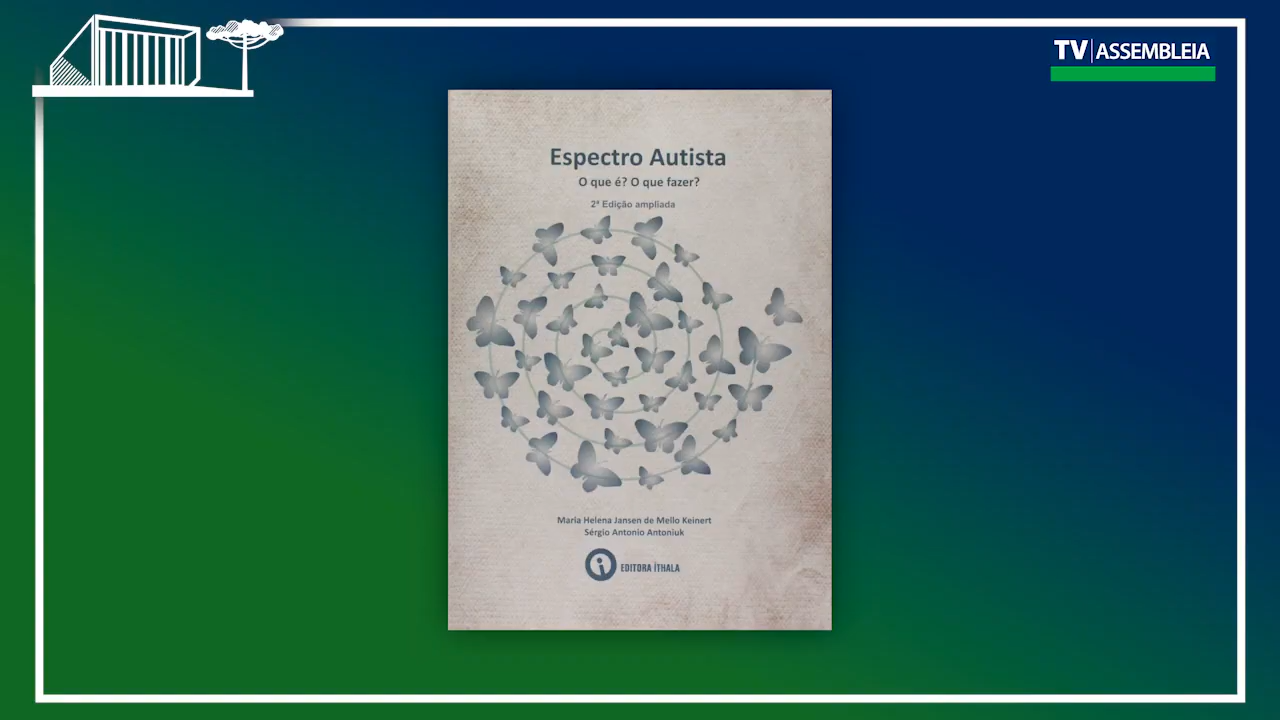 TV ASSEMBLEIA
Espectro Autista
O que é? O que fazer?
2ª Edição ampliada
Maria Helena Jansen de Mello Keinert
Sérgio Antonio Antoniuk
EDITORA ÍTHALA